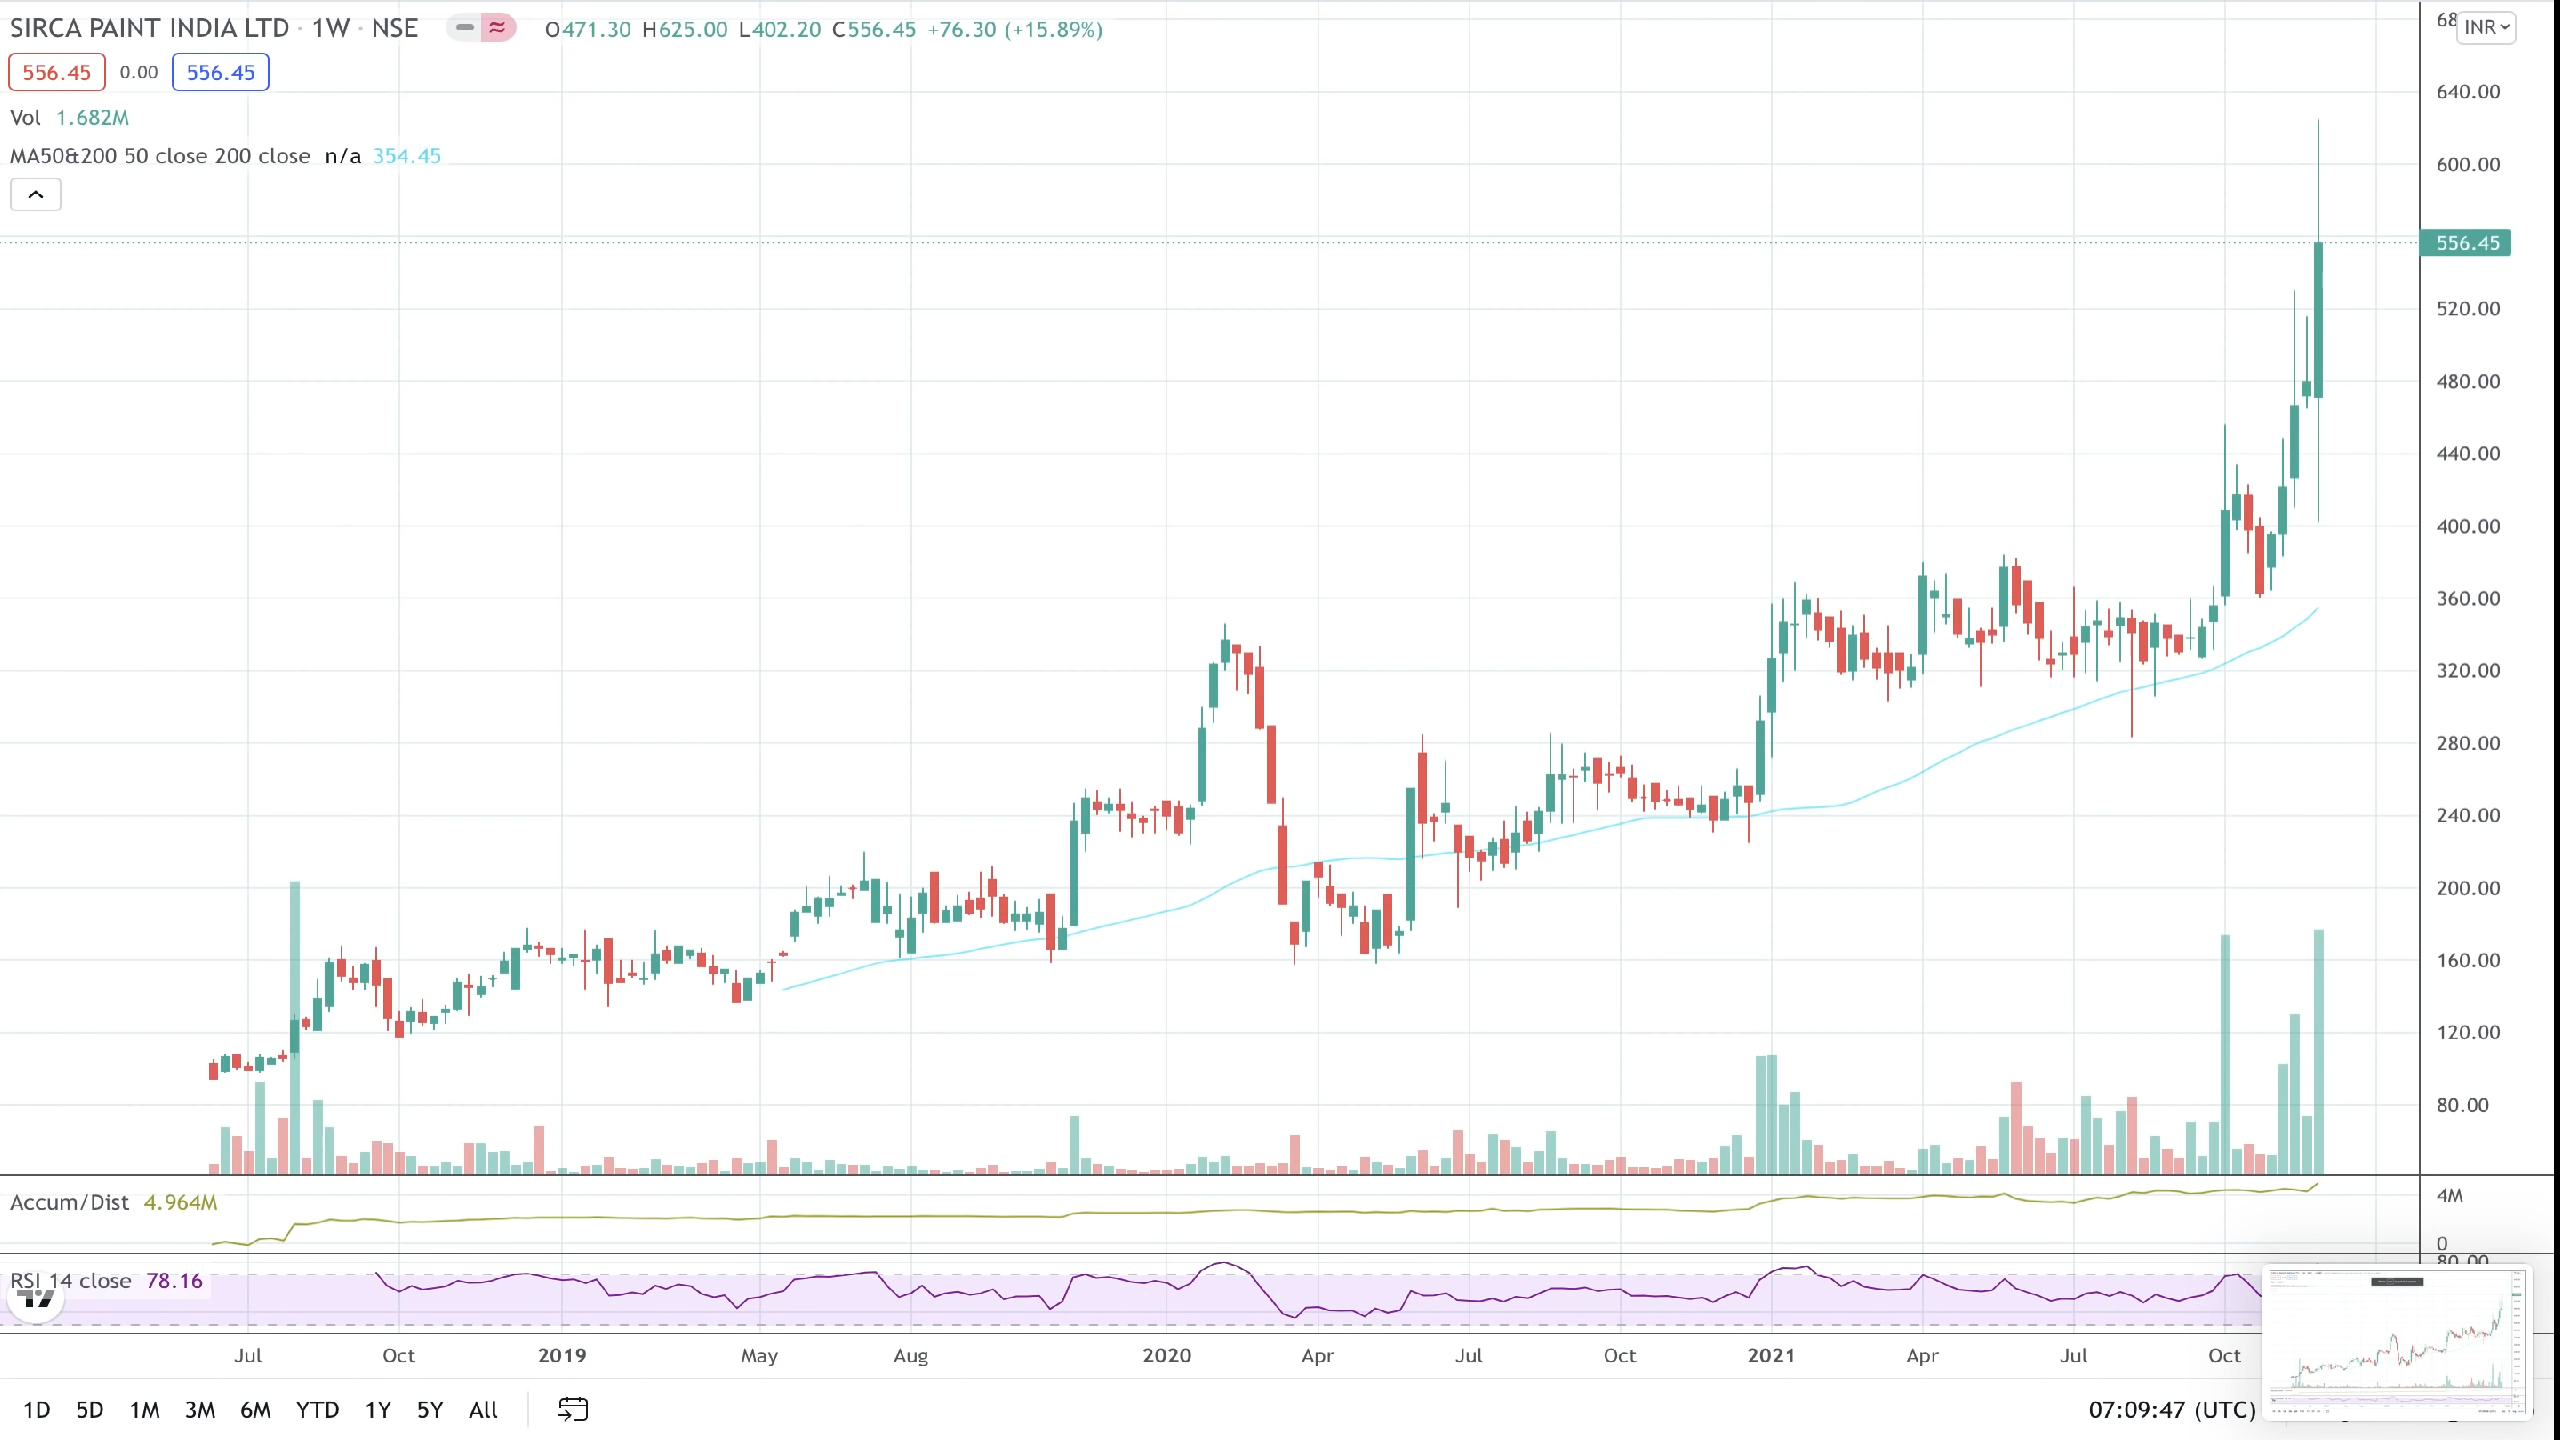 SIRCA PAINT INDIA LTD · 1W · NSE O471.30 H625.00 L402.20 C556.45 +76.30 (+15.89%)
556.45 0.00 556.45
Vol 1.682M
MA50&200 50 close 200 close n/a 354.45
INR
640.00
600.00
556.45
520.00
480.00
440.00
400.00
360.00
320.00
280.00
240.00
200.00
160.00
120.00
80.00
Accum/Dist 4.964M
4M
0
80.00
RSI 14 close 78.16
Jul Oct 2019 May Aug 2020 Apr Jul Oct 2021 Apr Jul Oct
1D 5D 1M 3M 6M YTD 1Y 5Y All
07:09:47 (UTC)